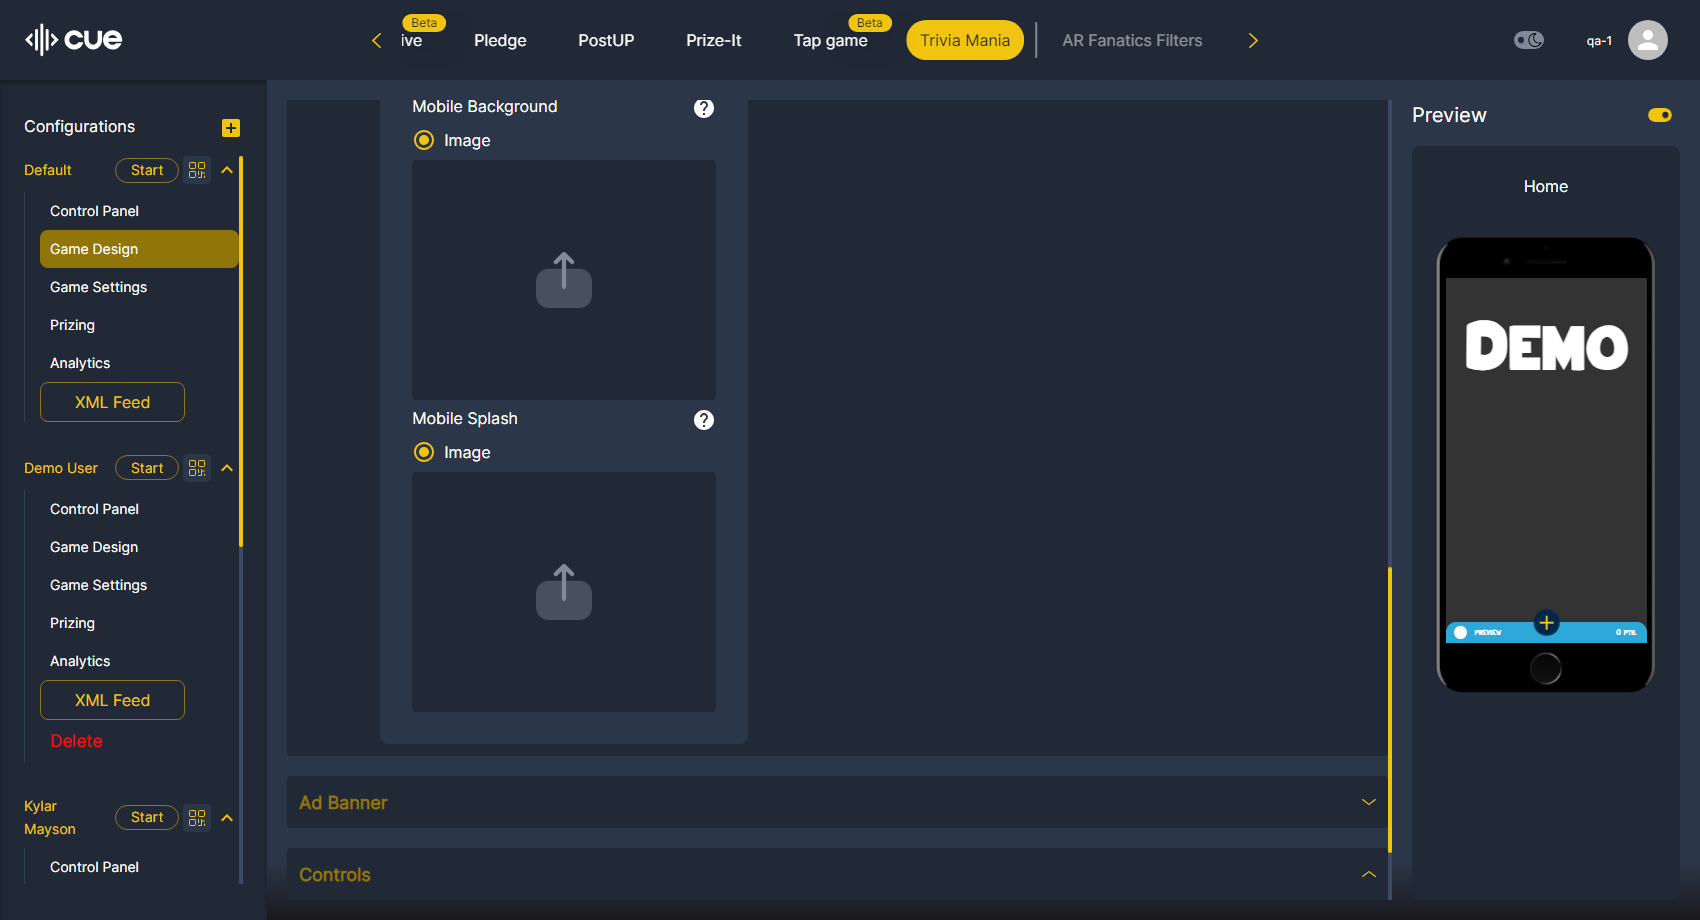 cue
Beta
ive
Pledge
PostUP
Prize-It
Beta
Tap game
Trivia Mania
AR Fanatics Filters
qa-1
Configurations
Default
Start
Control Panel
Game Design
Game Settings
Prizing
Analytics
XML Feed
Demo User
Start
Control Panel
Game Design
Game Settings
Prizing
Analytics
XML Feed
Delete
Kylar
Mayson
Start
Control Panel
Mobile Background
?
Image
Mobile Splash
?
Image
Ad Banner
Controls
Preview
Home
DEMO
PREVIEW
0 PTS.